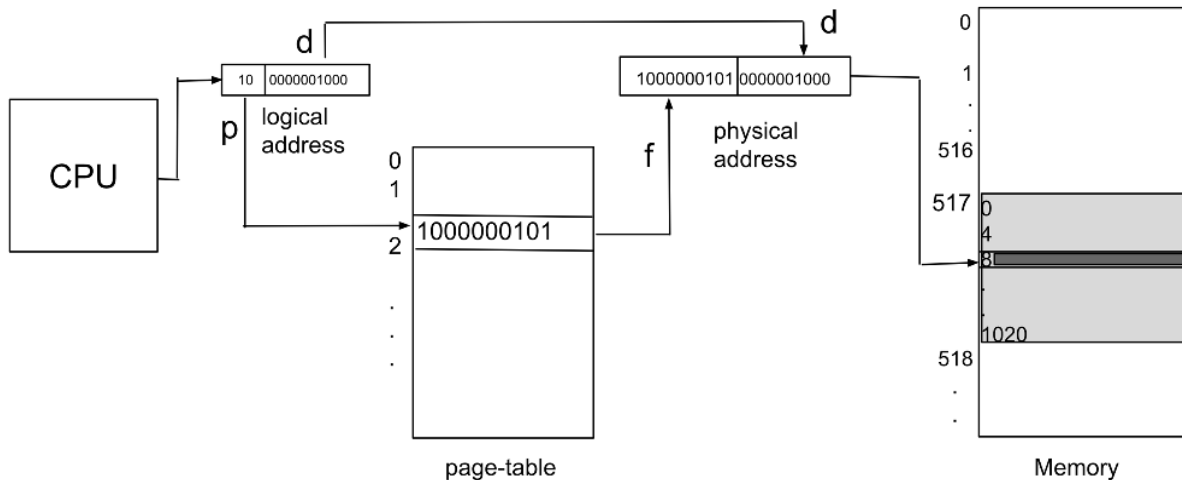 d
d
10 0000001000
1000000101 0000001000
CPU
p
logical
address
f
physical
address
0
1
2
.
.
.
1000000101
page-table
0
1
.
.
516
517
518
.
.
0
4
8
.
.
1020
Memory